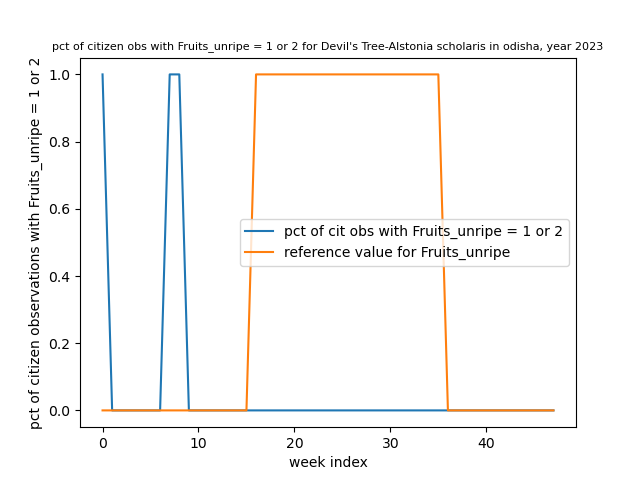 pct of citizen obs with Fruits_unripe = 1 or 2 for Devil's Tree-Alstonia scholaris in odisha, year 2023
pct of citizen observations with Fruits_unripe = 1 or 2
1.0
0.8
0.6
0.4
0.2
0.0
pct of cit obs with Fruits_unripe = 1 or 2
reference value for Fruits_unripe
0 10 20 30 40
week index